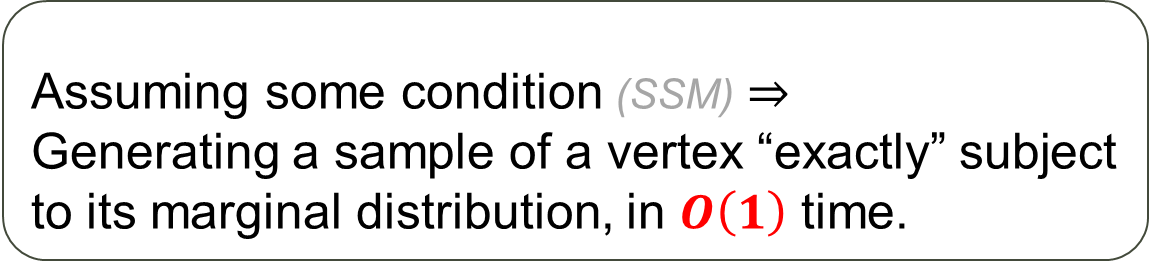 Assuming some condition (SSM) ⇒
Generating a sample of a vertex “exactly” subject
to its marginal distribution, in O(1) time.